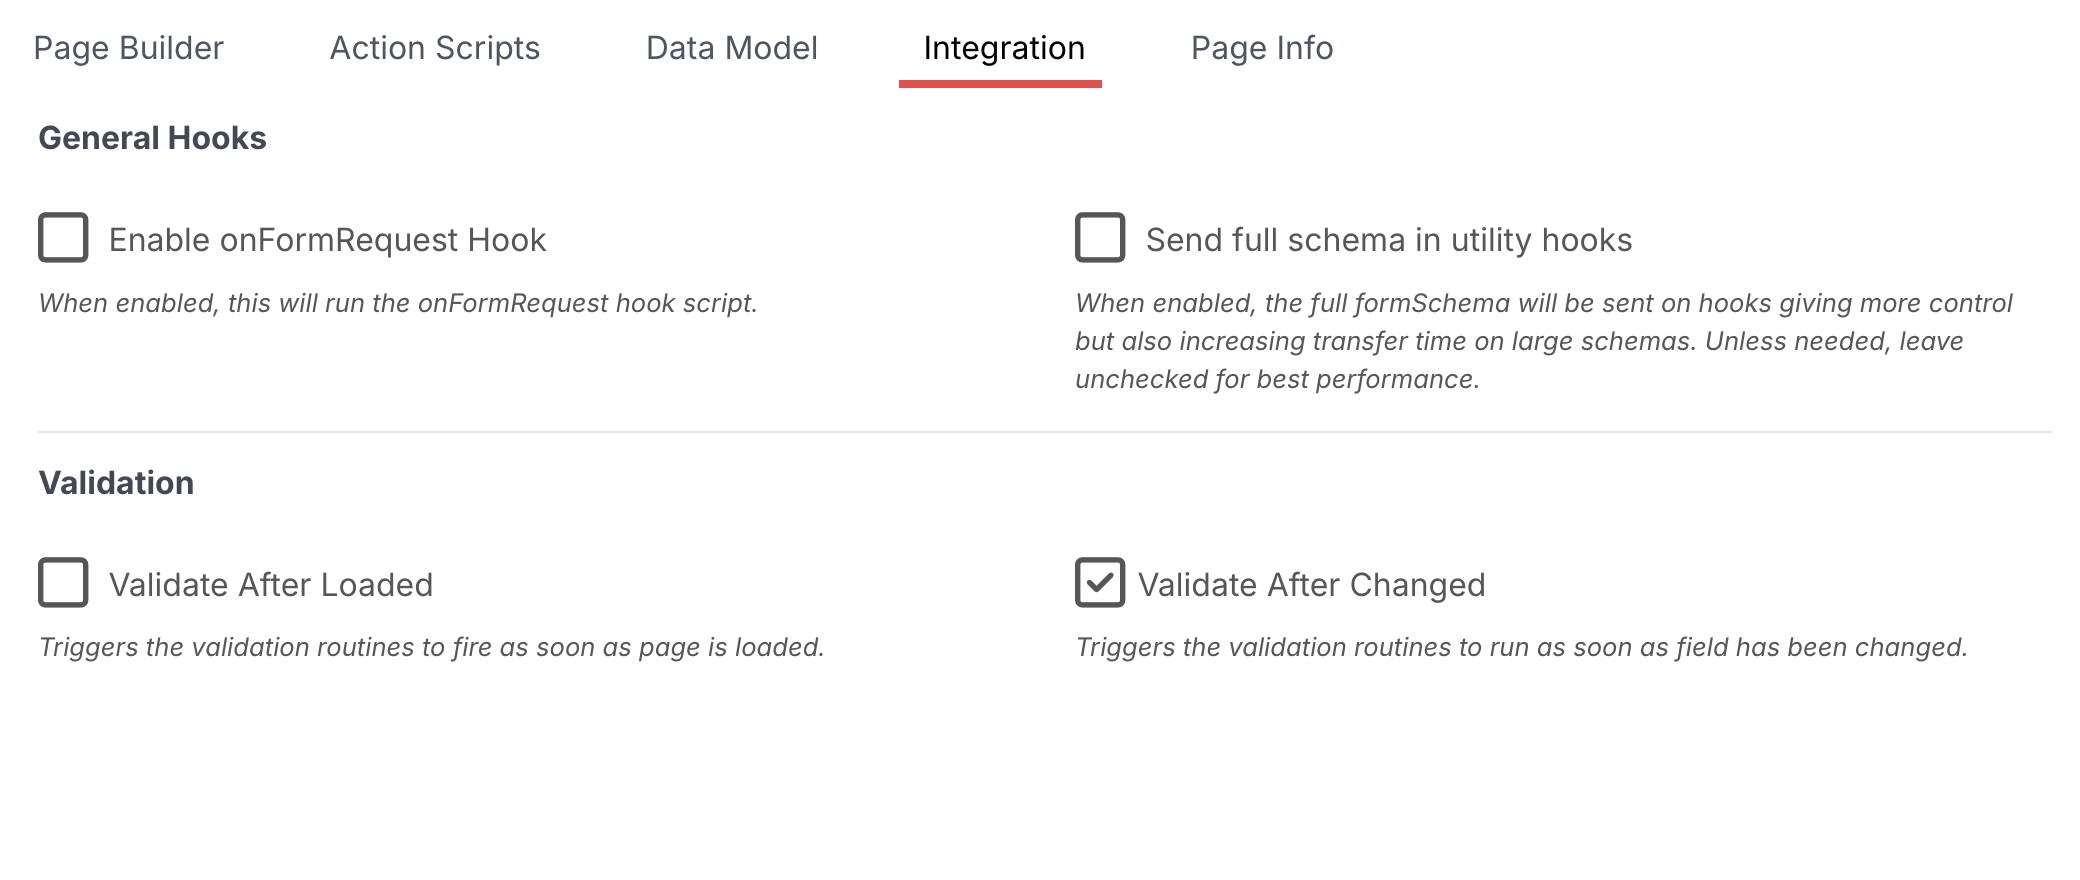 Page Builder
Action Scripts
Data Model
Integration
Page Info
General Hooks
Enable onFormRequest Hook
When enabled, this will run the onFormRequest hook script.
Send full schema in utility hooks
When enabled, the full formSchema will be sent on hooks giving more control
but also increasing transfer time on large schemas. Unless needed, leave
unchecked for best performance.
Validation
Validate After Loaded
Triggers the validation routines to fire as soon as page is loaded.
Validate After Changed
Triggers the validation routines to run as soon as field has been changed.